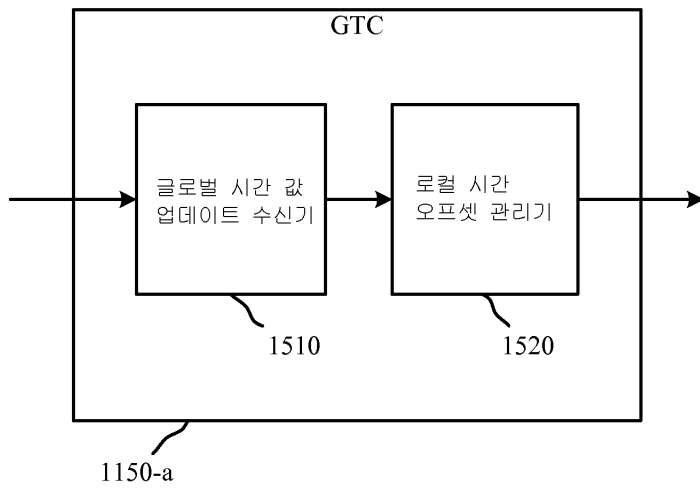 GTC
글로벌 시간 값
업데이트 수신기
로컬 시간
오프셋 관리기
1510
1520
1150-a